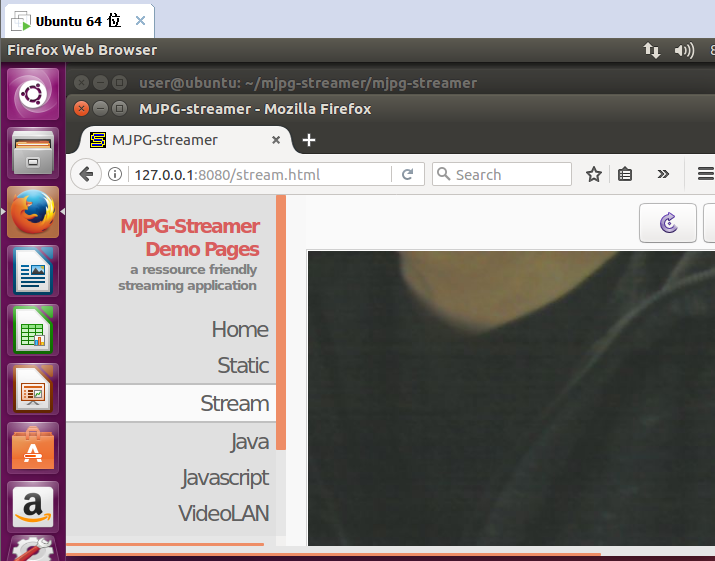 Ubuntu 64 位
Firefox Web Browser
user@ubuntu: ~/mjpg-streamer/mjpg-streamer
MJPG-streamer - Mozilla Firefox
MJPG-streamer
127.0.0.1:8080/stream.html
Search
MJPG-Streamer
Demo Pages
a ressource friendly
streaming application
Home
Static
Stream
Java
Javascript
VideoLAN